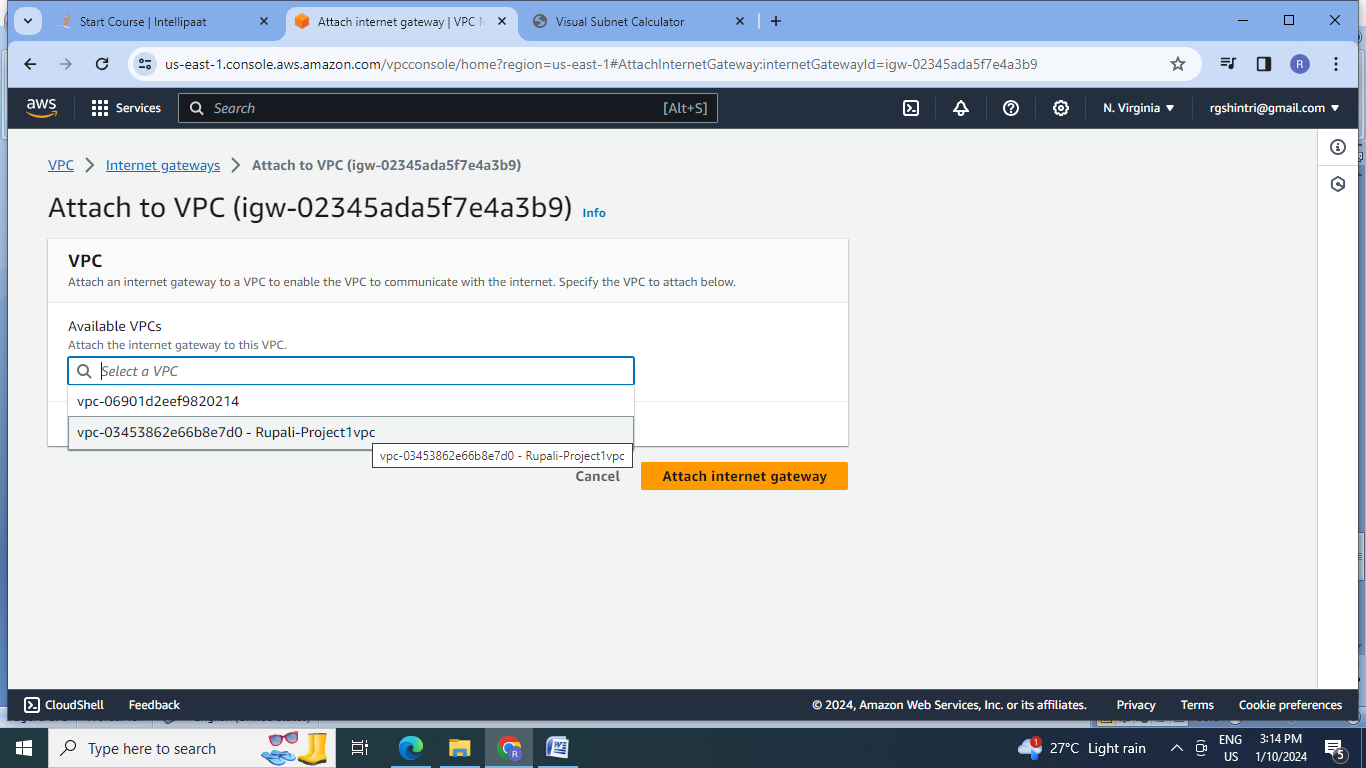 Start Course | Intellipaat
Attach internet gateway | VPC M
Visual Subnet Calculator
us-east-1.console.aws.amazon.com/vpcconsole/home?region=us-east-1#AttachInternetGateway:internetGatewayId=igw-02345ada5f7e4a3b9
R
aws
Services
Search
[Alt+S]
N. Virginia
rgshintri@gmail.com
VPC > Internet gateways > Attach to VPC (igw-02345ada5f7e4a3b9)
Attach to VPC (igw-02345ada5f7e4a3b9) Info
VPC
Attach an internet gateway to a VPC to enable the VPC to communicate with the internet. Specify the VPC to attach below.
Available VPCs
Attach the internet gateway to this VPC.
Select a VPC
vpc-06901d2eef9820214
vpc-03453862e66b8e7d0 - Rupali-Project1vpc
vpc-03453862e66b8e7d0 - Rupali-Project1vpc
Cancel
Attach internet gateway
CloudShell
Feedback
© 2024, Amazon Web Services, Inc. or its affiliates.
Privacy
Terms
Cookie preferences
Type here to search
R
1
27°C Light rain
ENG
US
3:14 PM
1/10/2024
5